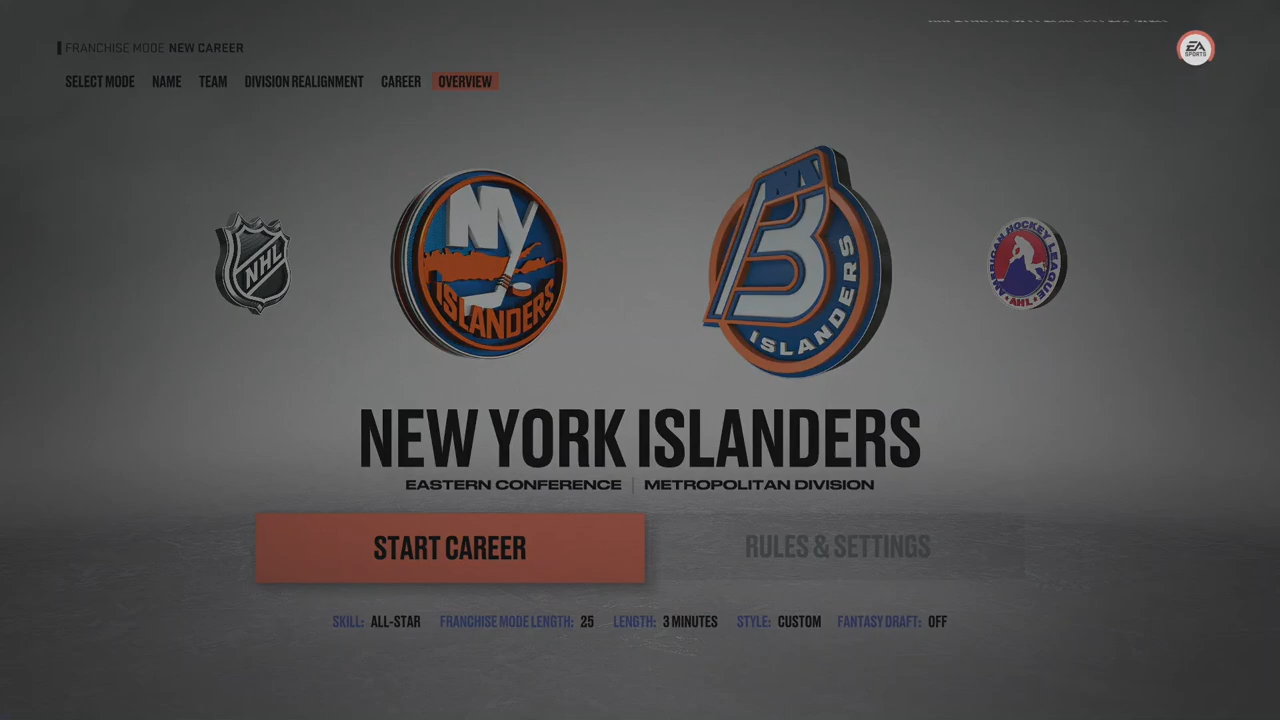 FRANCHISE MODE NEW CAREER
EA
SPORTS
SELECT MODE NAME TEAM DIVISION REALIGNMENT CAREER OVERVIEW
NHL
NY
ISLANDERS
B
ISLANDERS
AMERICAN HOCKEY LEAGUE
AHL
NEW YORK ISLANDERS
EASTERN CONFERENCE | METROPOLITAN DIVISION
START CAREER
RULES & SETTINGS
SKILL: ALL-STAR FRANCHISE MODE LENGTH: 25 LENGTH: 3 MINUTES STYLE: CUSTOM FANTASY DRAFT: OFF